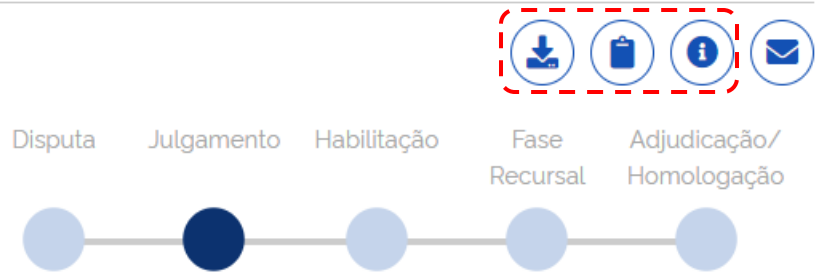 Disputa Julgamento Habilitação Fase Adjudicação/
Recursal Homologação